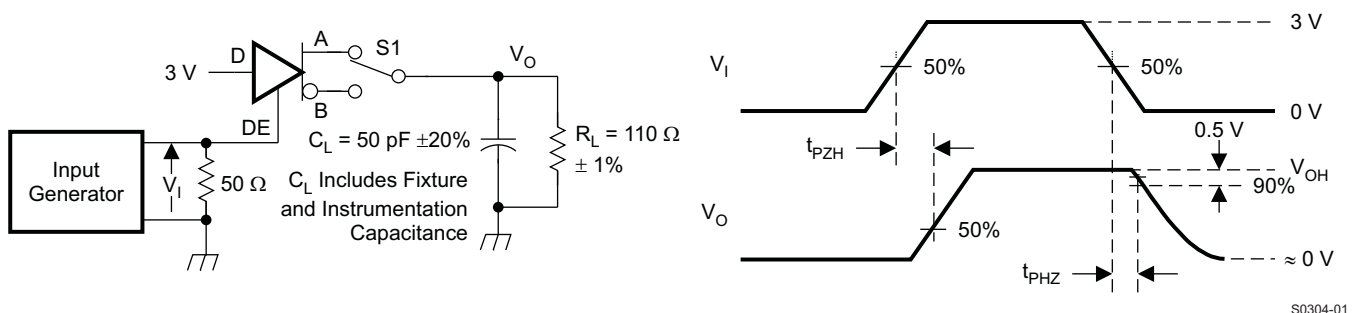 3 V
D
A
S1
B
DE
V_O
C_L = 50 pF ±20%
R_L = 110 Ω
± 1%
C_L Includes Fixture
and Instrumentation
Capacitance
Input
Generator
V_I
50 Ω
V_I
50%
50%
3 V
0 V
t_PZH
0.5 V
V_OH
90%
V_O
50%
≈ 0 V
t_PHZ
S0304-01